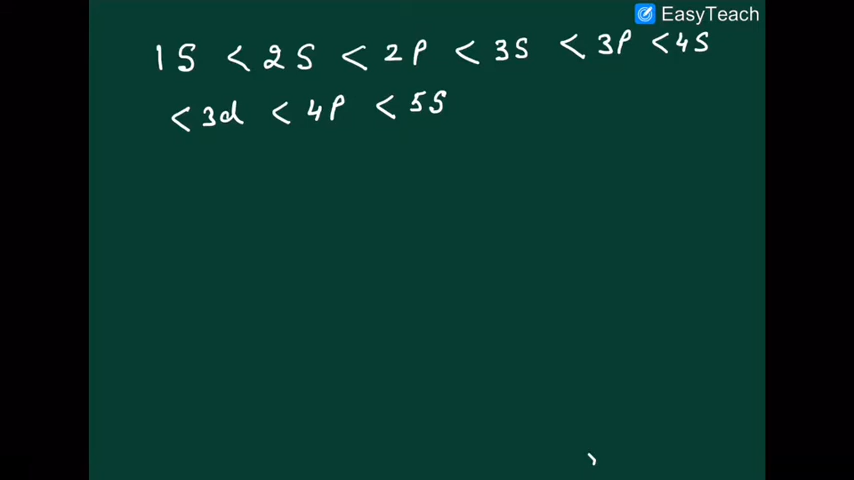 EasyTeach
1S < 2S < 2P < 3S < 3P < 4S
< 3d < 4P < 5S